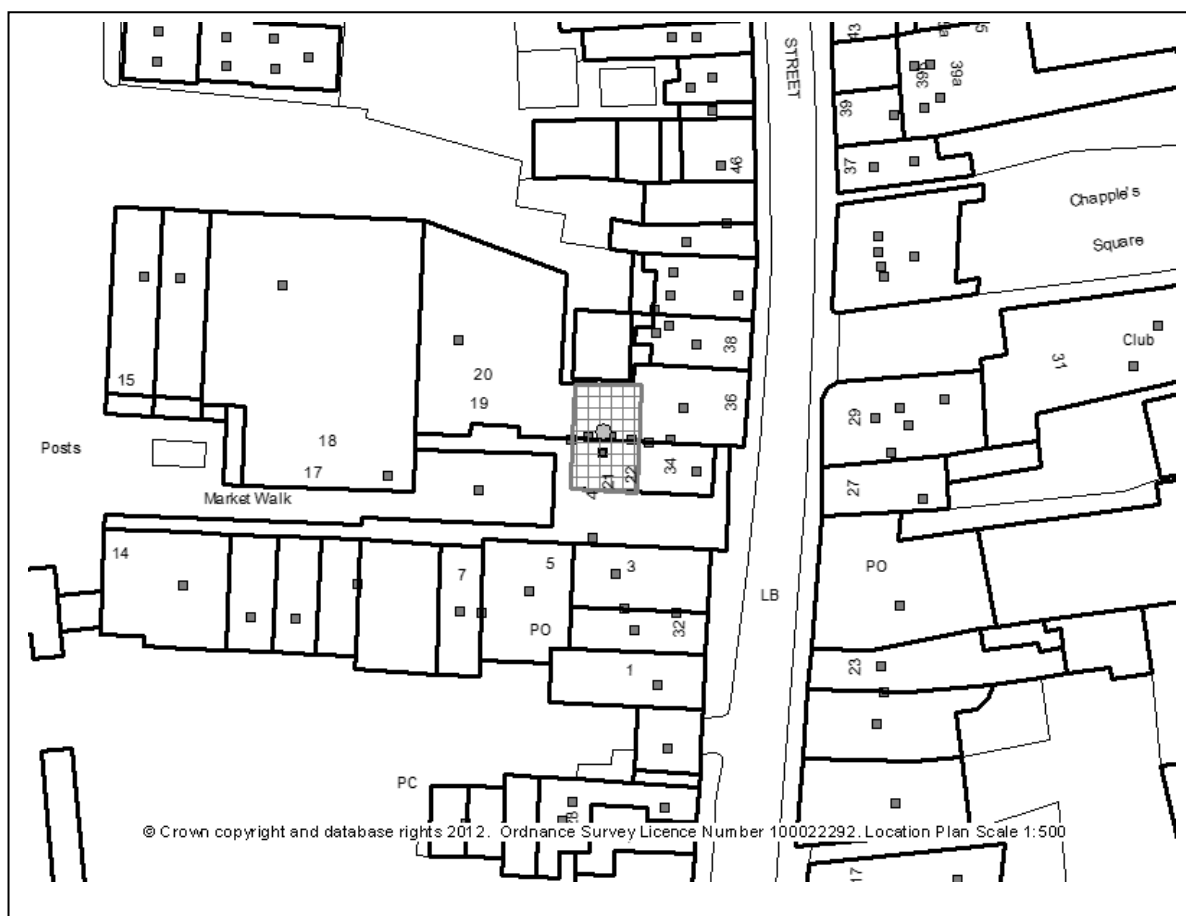 STREET
43
39a
39
37
46
Chapple's
Square
Club
31
38
36
29
15
20
19
34
18
17
Posts
Market Walk
21
22
27
14
7
5
3
PO
PO
32
LB
1
23
PC
© Crown copyright and database rights 2012. Ordnance Survey Licence Number 100022292. Location Plan Scale 1:500
17